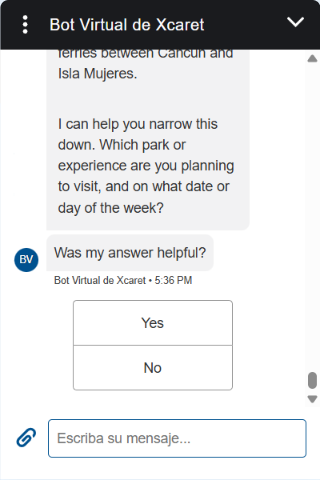 Bot Virtual de Xcaret
ferries between Cancun and
Isla Mujeres.
I can help you narrow this
down. Which park or
experience are you planning
to visit, and on what date or
day of the week?
BV
Was my answer helpful?
Bot Virtual de Xcaret • 5:36 PM
Yes
No
Escriba su mensaje...